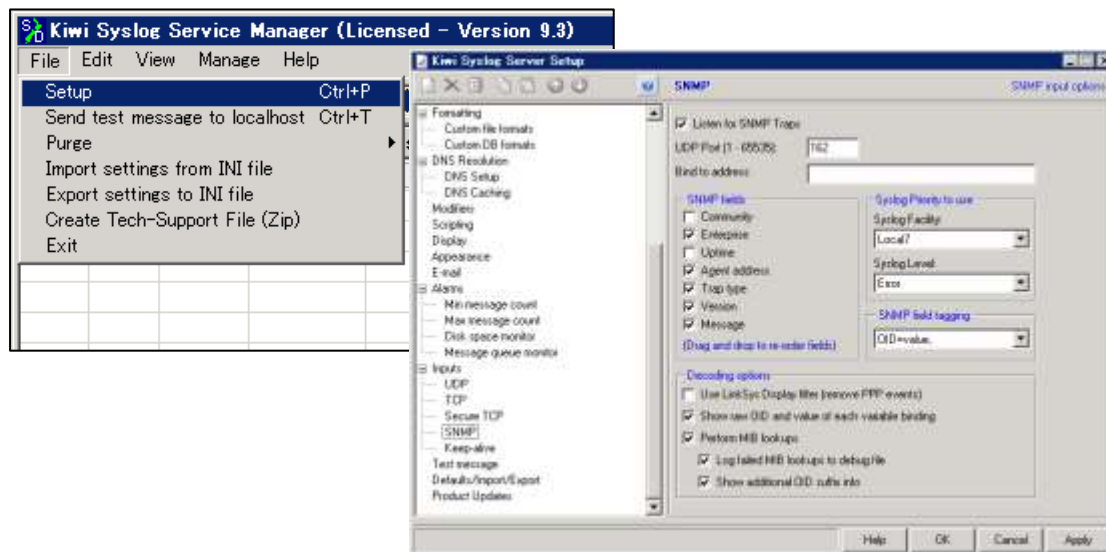 Kiwi Syslog Service Manager (Licensed - Version 9.3)
File Edit View Manage Help
Setup Ctrl+P
Send test message to localhost Ctrl+T
Purge
Import settings from INI file
Export settings to INI file
Create Tech-Support File (Zip)
Exit
Kiwi Syslog Server Setup
SNMP SNMP input options
Formatting
Custom file formats
Custom DB formats
DNS Resolution
DNS Setup
DNS Caching
Modifiers
Scripting
Display
Appearance
E-mail
Alarms
Min message count
Max message count
Disk space monitor
Message queue monitor
Inputs
UDP
TCP
Secure TCP
SNMP
Keep-alive
Test message
Defaults/Import/Export
Product Updates
Listen for SNMP Traps
UDP Port (1 - 65535): 162
Bind to address
SNMP fields
Community
Enterprise
Uptime
Agent address
Trap type
Version
Message
(Drag and drop to re-order fields)
Syslog Priority to use
Syslog Facility:
Local7
Syslog Level:
Error
SNMP field tagging
OID=value,
Decoding options
Use LinkSys Display filter (remove PPP events)
Show raw OID and value of each variable binding
Perform MIB lookups
Log failed MIB lookups to debug file
Show additional OID suffix info
Help OK Cancel Apply